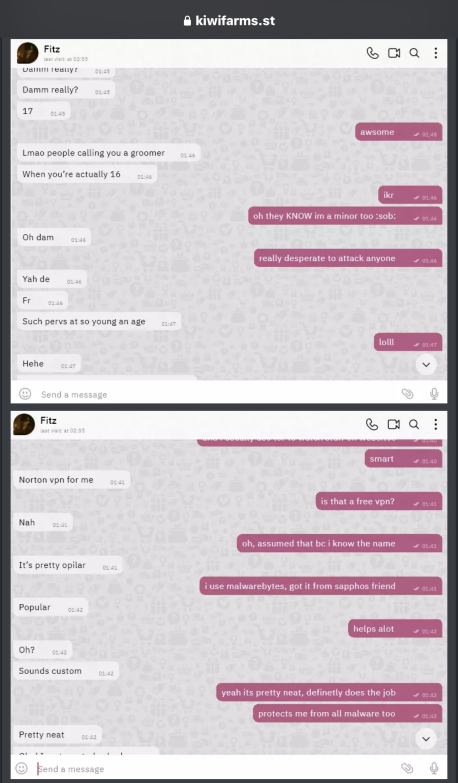 kiwifarms.st
Fitz
last visit: at 02:05
Damm really? 01:45
Damm really? 01:45
17 01:45
awsome 01:45
Lmao people calling you a groomer 01:46
When you're actually 16 01:46
ikr 01:46
oh they KNOW im a minor too :sob: 01:46
Oh dam 01:46
really desperate to attack anyone 01:46
Yah de 01:46
Fr 01:46
Such pervs at so young an age 01:47
lolll 01:47
Hehe 01:47
Send a message
Fitz
last visit: at 02:05
smart 01:40
Norton vpn for me 01:41
is that a free vpn? 01:41
Nah 01:41
oh, assumed that bc i know the name 01:41
It's pretty opilar 01:41
i use malwarebytes, got it from sapphos friend 01:41
Popular 01:42
helps alot 01:42
Oh? 01:42
Sounds custom 01:42
yeah its pretty neat, definetly does the job 01:42
protects me from all malware too 01:42
Pretty neat 01:42
Send a message